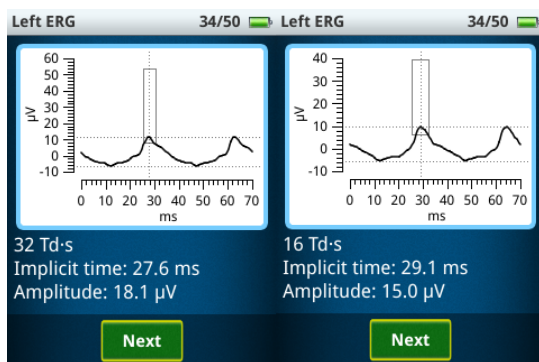 Left ERG 34/50
60
50
40
30
20
10
0
-10
µV
0 10 20 30 40 50 60 70
ms
32 Td·s
Implicit time: 27.6 ms
Amplitude: 18.1 µV
Next
Left ERG 34/50
40
30
20
10
0
-10
µV
0 10 20 30 40 50 60 70
ms
16 Td·s
Implicit time: 29.1 ms
Amplitude: 15.0 µV
Next